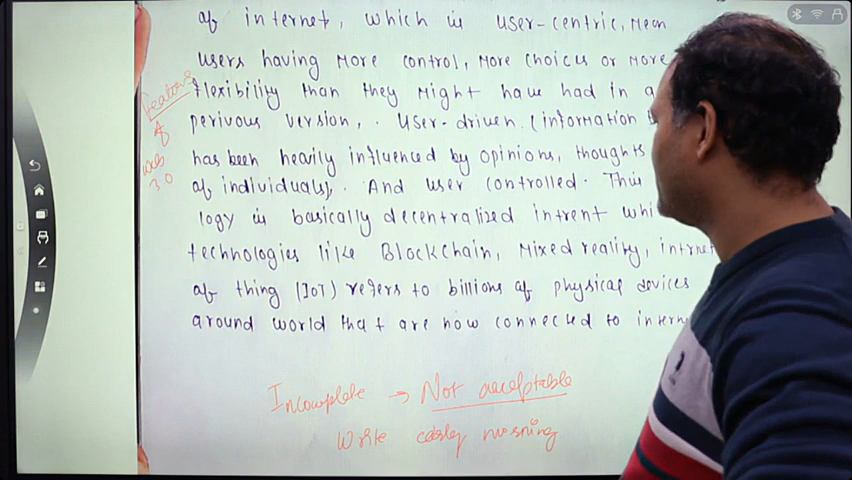 of internet, which is user-centric, Mean
users having More control, More choices or More
flexibility than they Might have had in a
perivous version, . User-driven (information
has been heavily influenced by opinions, thoughts
of individuals). And user controlled. This
logy is basically decentralized intrent whi
technologies like BlockChain, Mixed reality, intrnet
of thing (IoT) refers to billions of physical devices
around world that are now connected to intern
Features
of
web
3.0
Incomplete → Not acceptable
Write early morning